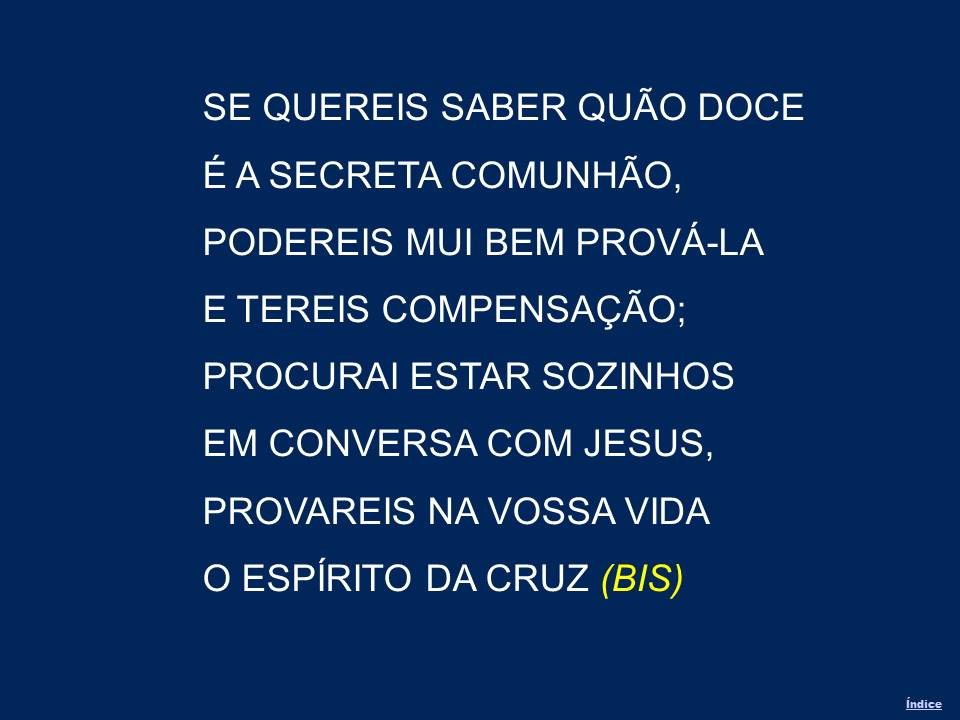 SE QUEREIS SABER QUÃO DOCE
É A SECRETA COMUNHÃO,
PODEREIS MUI BEM PROVÁ-LA
E TEREIS COMPENSAÇÃO;
PROCURAI ESTAR SOZINHOS
EM CONVERSA COM JESUS,
PROVAREIS NA VOSSA VIDA
O ESPÍRITO DA CRUZ (BIS)
Índice